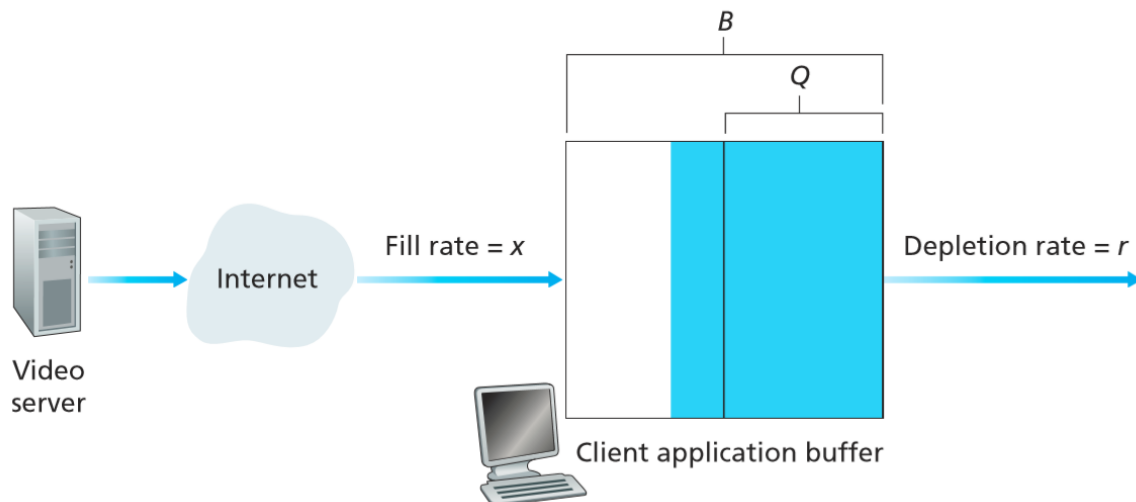 B
Q
Fill rate = x
Depletion rate = r
Internet
Video
server
Client application buffer